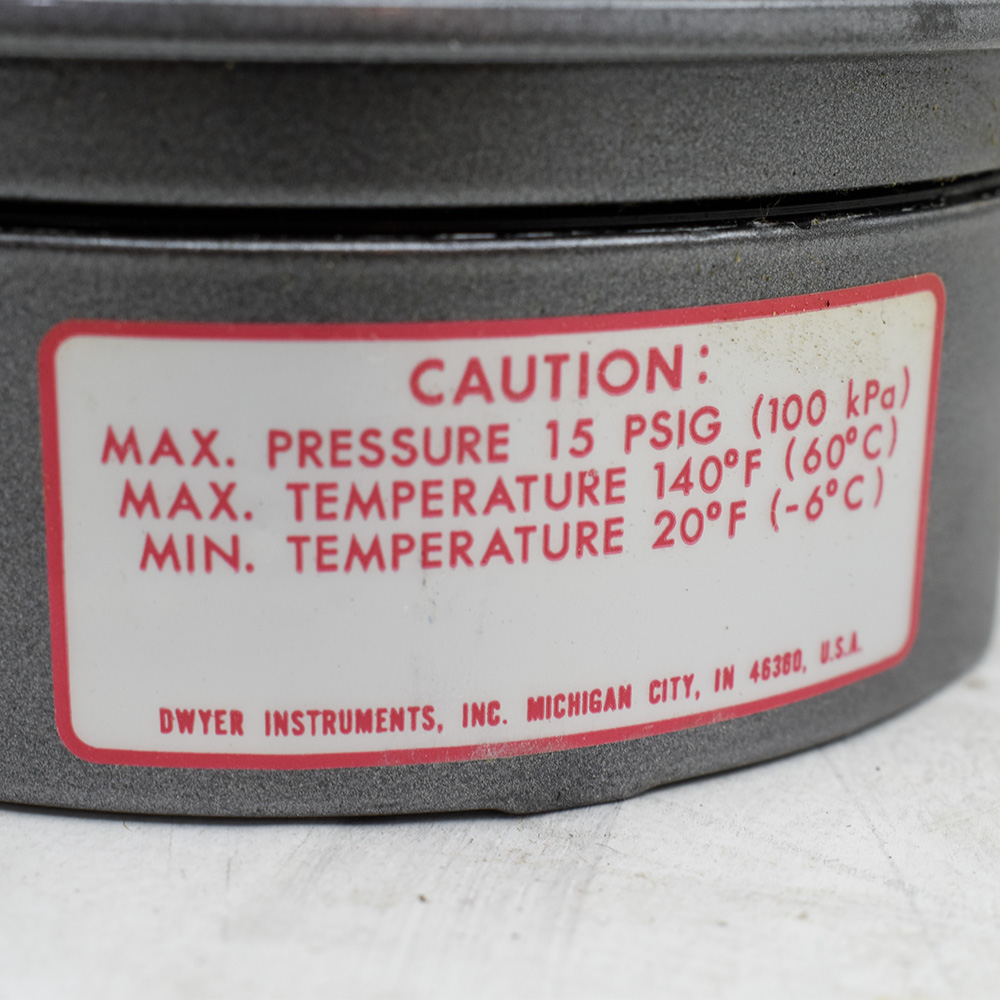 CAUTION:
MAX. PRESSURE 15 PSIG (100 kPa)
MAX. TEMPERATURE 140°F (60°C)
MIN. TEMPERATURE 20°F (-6°C)
DWYER INSTRUMENTS, INC. MICHIGAN CITY, IN 46360, U.S.A.